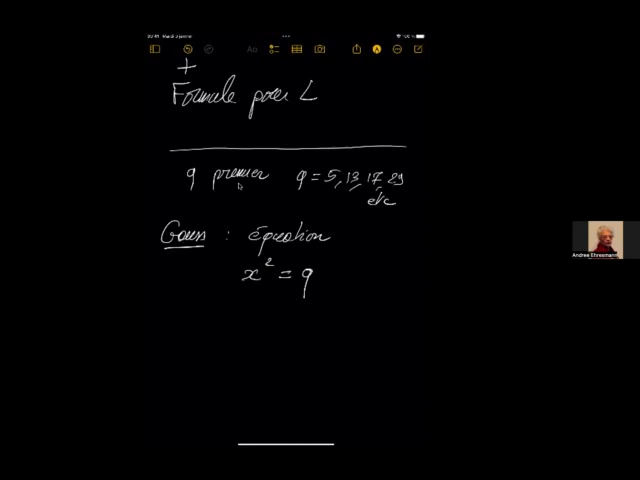 +
Formule pour L
q premier q = 5, 13, 17, 29
etc
Gauss : équation
x² = q
Andree Ehresmann